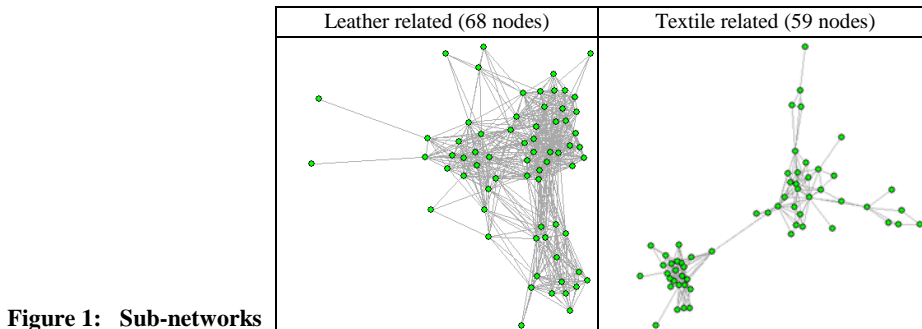 Leather related (68 nodes)
Textile related (59 nodes)
Figure 1: Sub-networks